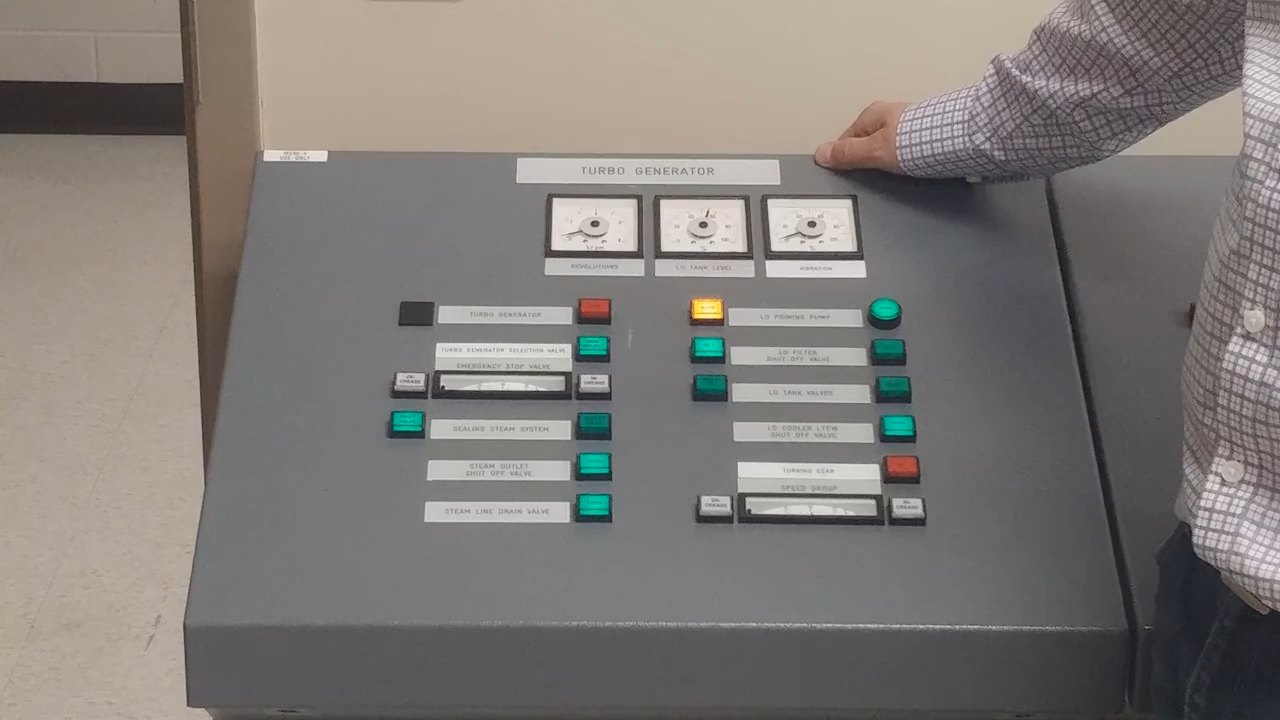 MICRO-V
USE ONLY
TURBO GENERATOR
REVOLUTIONS
LO TANK LEVEL
VIBRATION
TURBO GENERATOR
LO PRIMING PUMP
TURBO GENERATOR SELECTION VALVE
LO FILTER
SHUT OFF VALVE
EMERGENCY STOP VALVE
DE-
CREASE
IN-
CREASE
LO TANK VALVES
SEALING STEAM SYSTEM
LO COOLER LTFW
SHUT OFF VALVE
STEAM OUTLET
SHUT OFF VALVE
TURNING GEAR
SPEED GROUP
STEAM LINE DRAIN VALVE
DE-
CREASE
IN-
CREASE